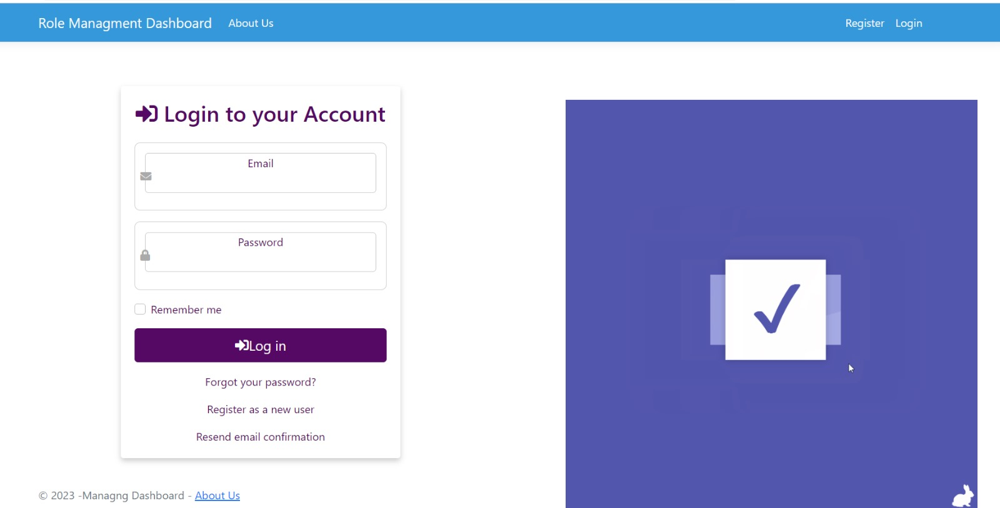 Role Managment Dashboard About Us Register Login
Login to your Account
Email
Password
Remember me
Log in
Forgot your password?
Register as a new user
Resend email confirmation
© 2023 -Managng Dashboard - About Us